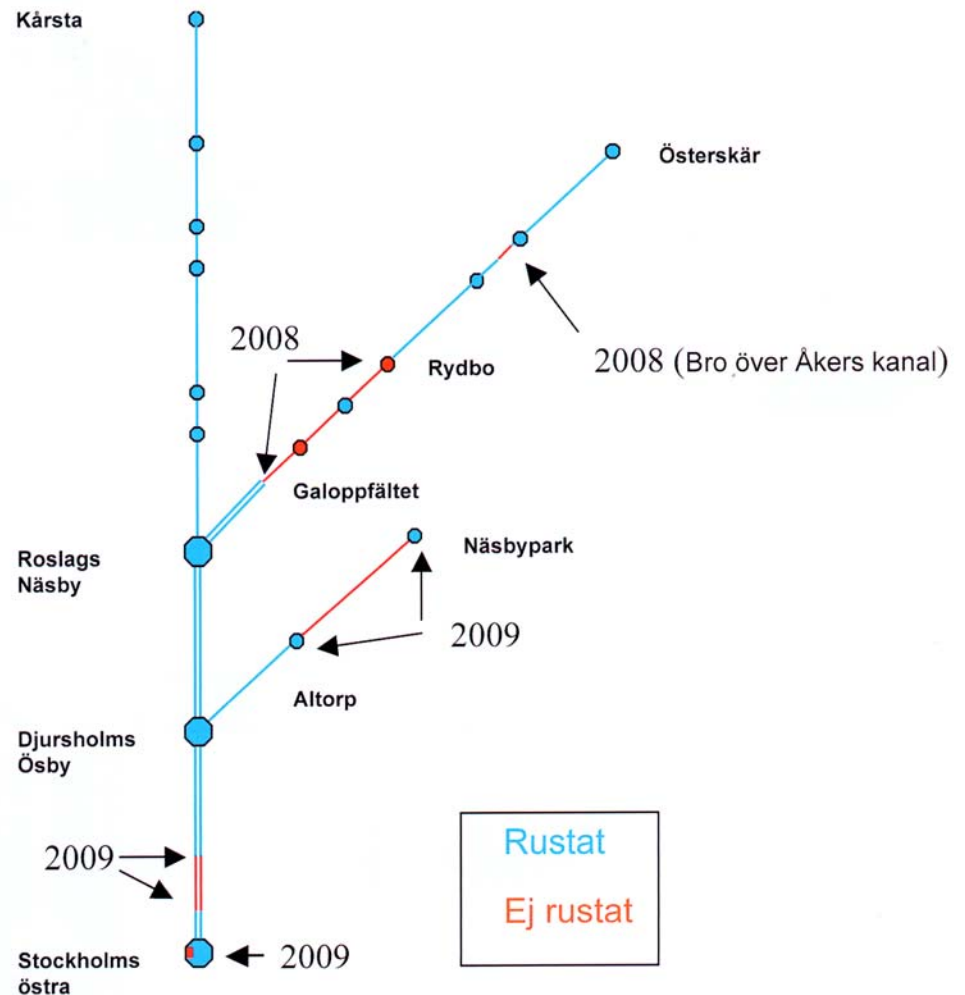 Kårsta
Österskär
2008
Rydbo
2008 (Bro över Åkers kanal)
Galoppfältet
Näsbypark
Roslags
Näsby
2009
Altorp
Djursholms
Ösby
Rustat
2009
Ej rustat
2009
Stockholms
östra